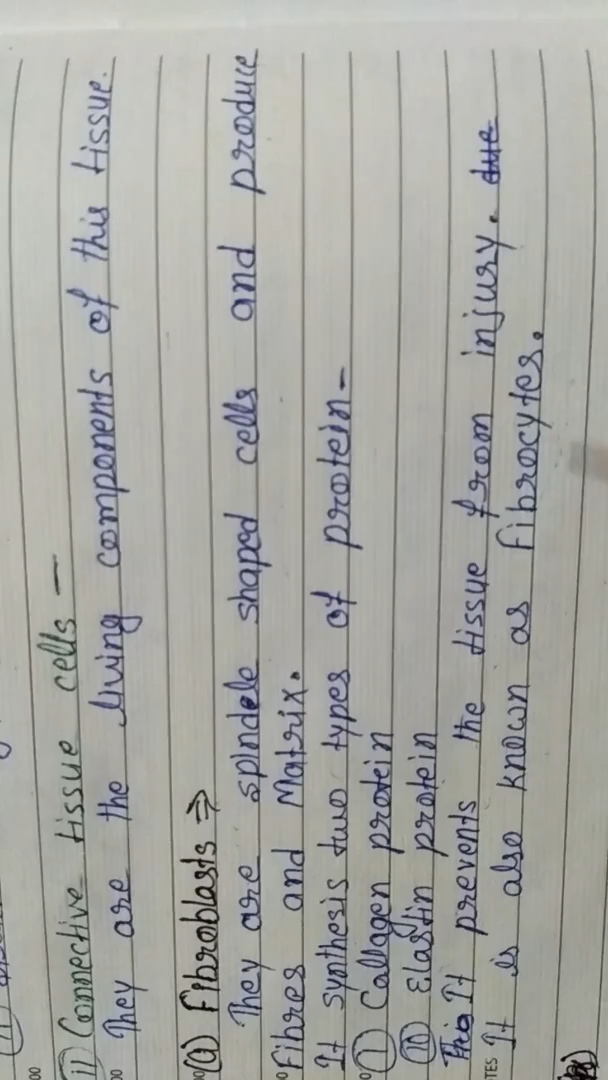 ii) Connective tissue cells –
They are the living components of this tissue.
(a) Fibroblasts ⇒
They are spindle shaped cells and produce
Fibres and Matrix.
It synthesis two types of protein –
(i) Collagen protein
(ii) Elastin protein
It prevents the tissue from injury. due
It is also known as Fibrocytes.